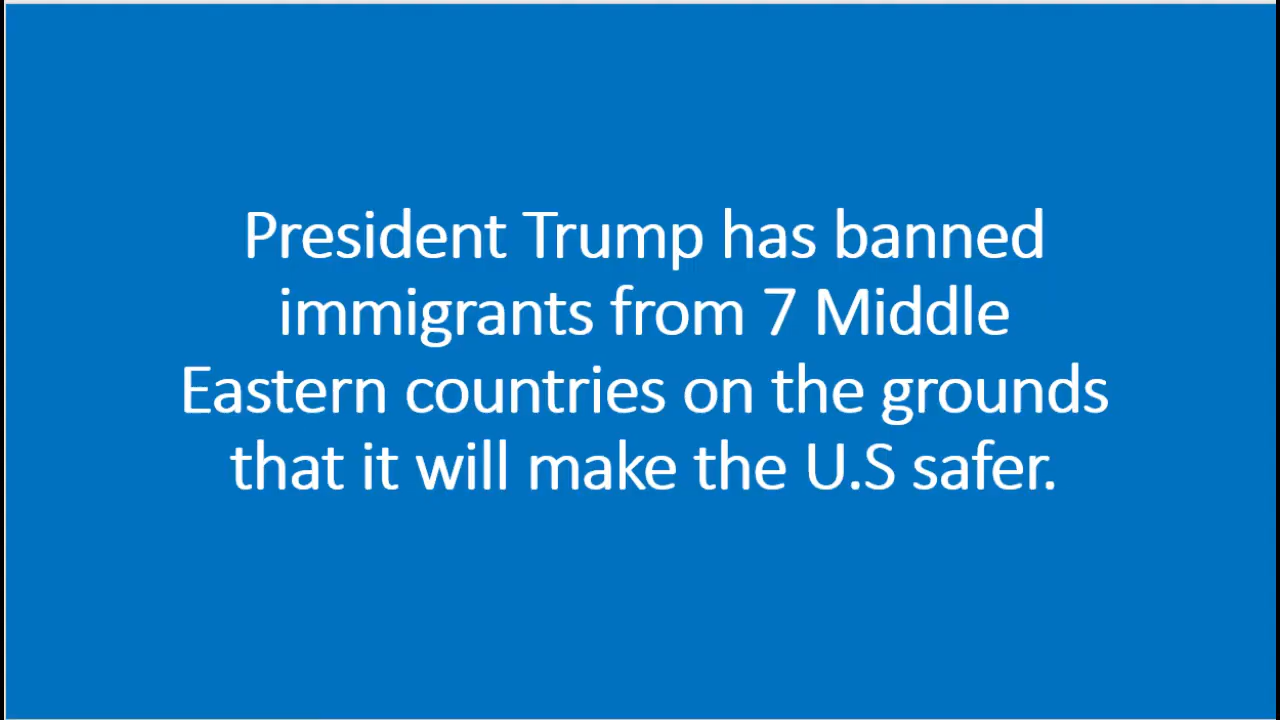 President Trump has banned
immigrants from 7 Middle
Eastern countries on the grounds
that it will make the U.S safer.